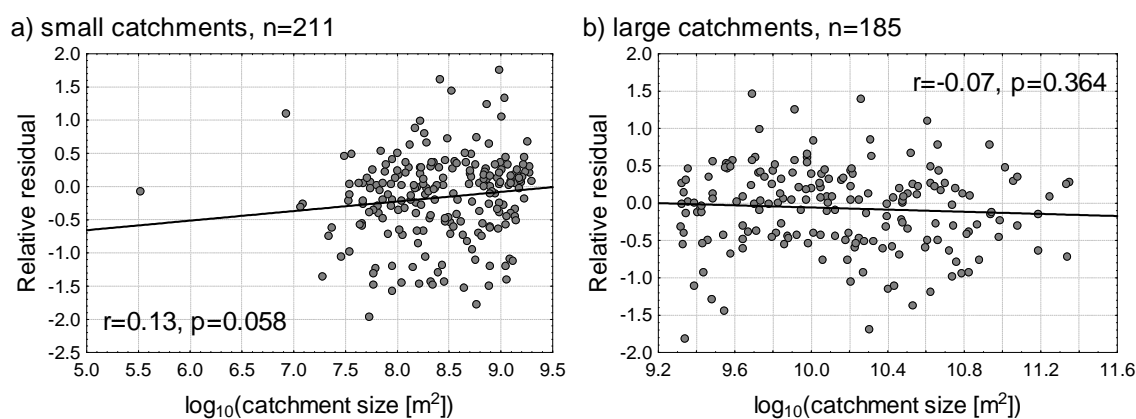 a) small catchments, n=211
2.0
1.5
1.0
0.5
0.0
-0.5
-1.0
-1.5
-2.0
-2.5
Relative residual
r=0.13, p=0.058
5.0 5.5 6.0 6.5 7.0 7.5 8.0 8.5 9.0 9.5
log₁₀(catchment size [m²])
b) large catchments, n=185
2.0
1.5
1.0
0.5
0.0
-0.5
-1.0
-1.5
-2.0
Relative residual
r=-0.07, p=0.364
9.2 9.6 10.0 10.4 10.8 11.2 11.6
log₁₀(catchment size [m²])